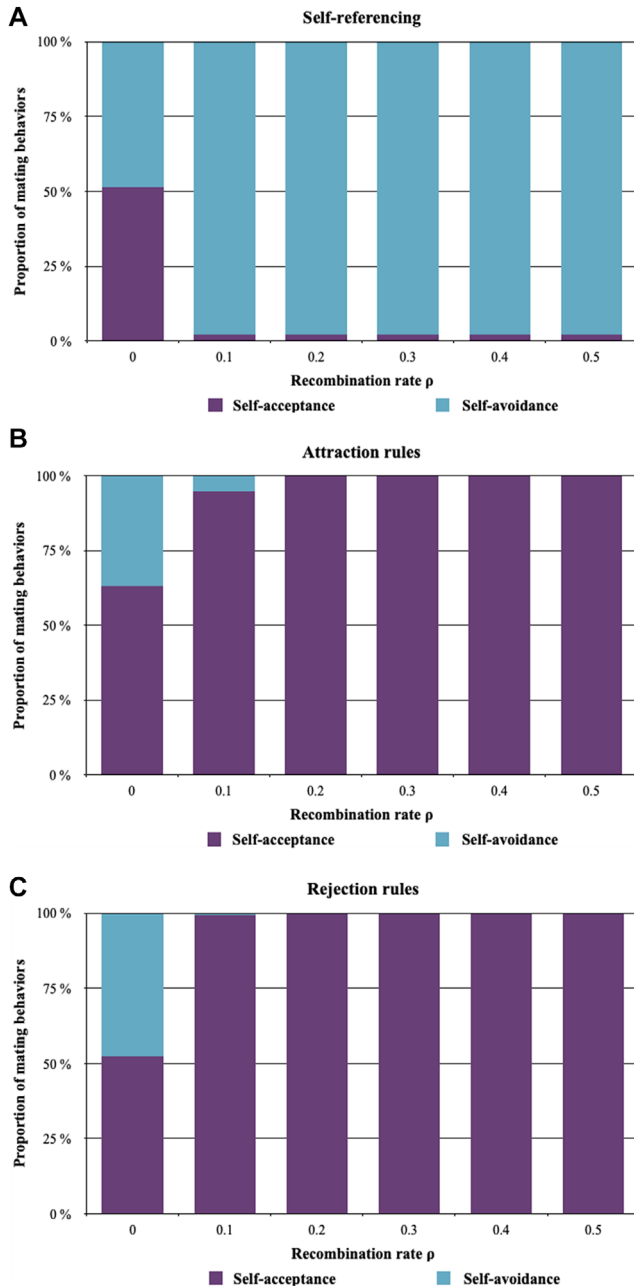 A
Self-referencing
100 %
75 %
50 %
25 %
0 %
Proportion of mating behaviors
0 0.1 0.2 0.3 0.4 0.5
Recombination rate ρ
Self-acceptance Self-avoidance
B
Attraction rules
100 %
75 %
50 %
25 %
0 %
Proportion of mating behaviors
0 0.1 0.2 0.3 0.4 0.5
Recombination rate ρ
Self-acceptance Self-avoidance
C
Rejection rules
100 %
75 %
50 %
25 %
0 %
Proportion of mating behaviors
0 0.1 0.2 0.3 0.4 0.5
Recombination rate ρ
Self-acceptance Self-avoidance